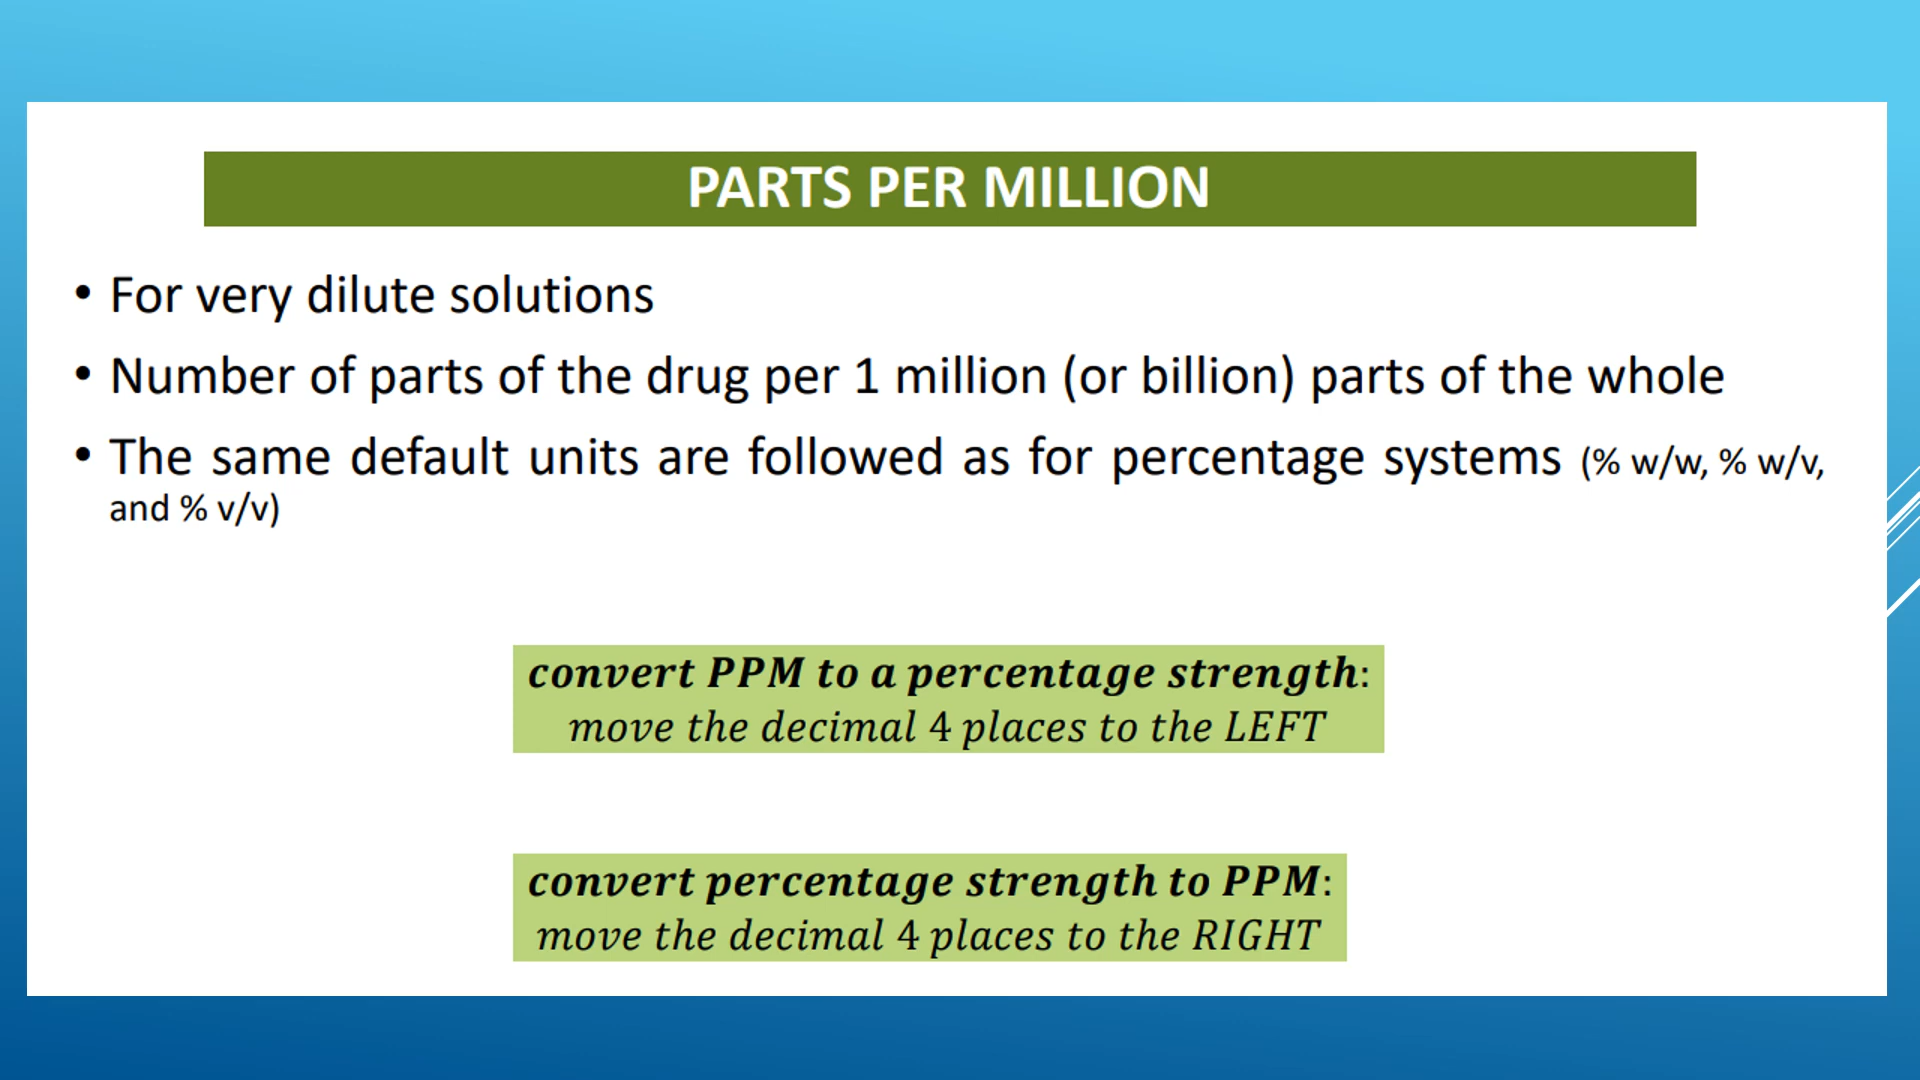 PARTS PER MILLION
• For very dilute solutions
• Number of parts of the drug per 1 million (or billion) parts of the whole
• The same default units are followed as for percentage systems (% w/w, % w/v,
and % v/v)
convert PPM to a percentage strength:
move the decimal 4 places to the LEFT
convert percentage strength to PPM:
move the decimal 4 places to the RIGHT